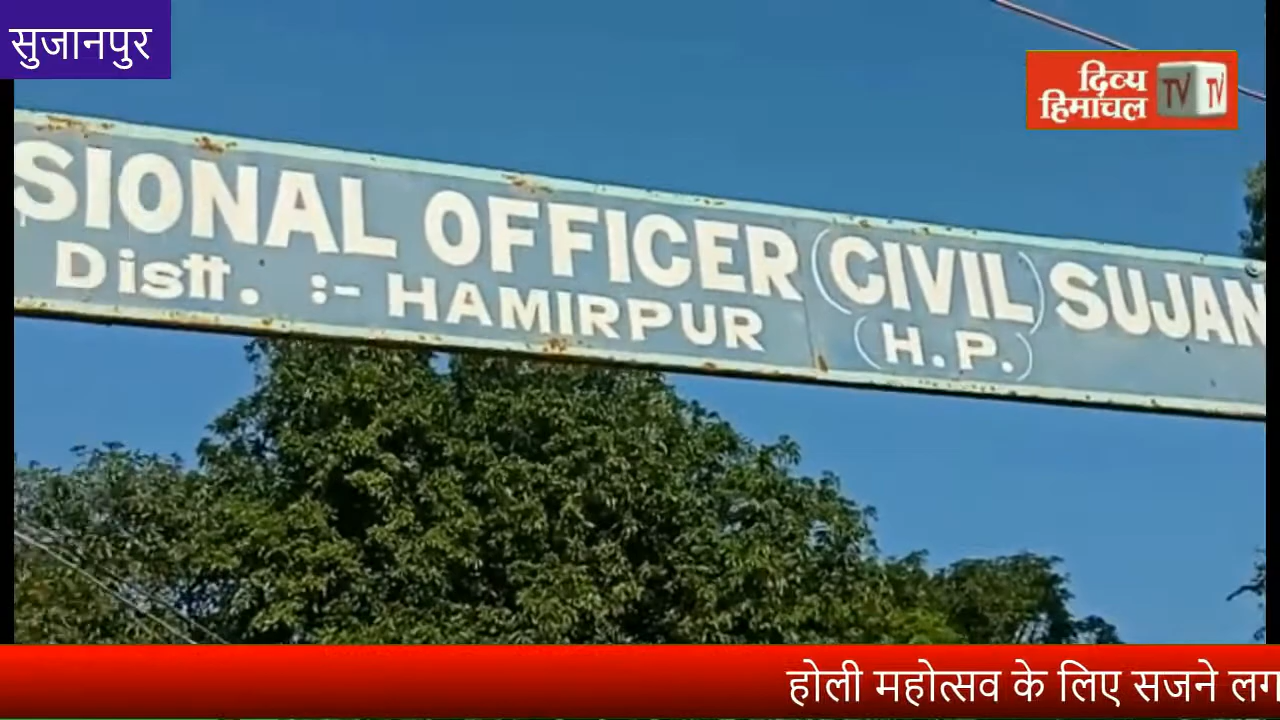 सुजानपुर
दिव्य
हिमांचल TV TV
SIONAL OFFICER (CIVIL) SUJAN
Distt. :- HAMIRPUR (H.P.)
होली महोत्सव के लिए सजने लग